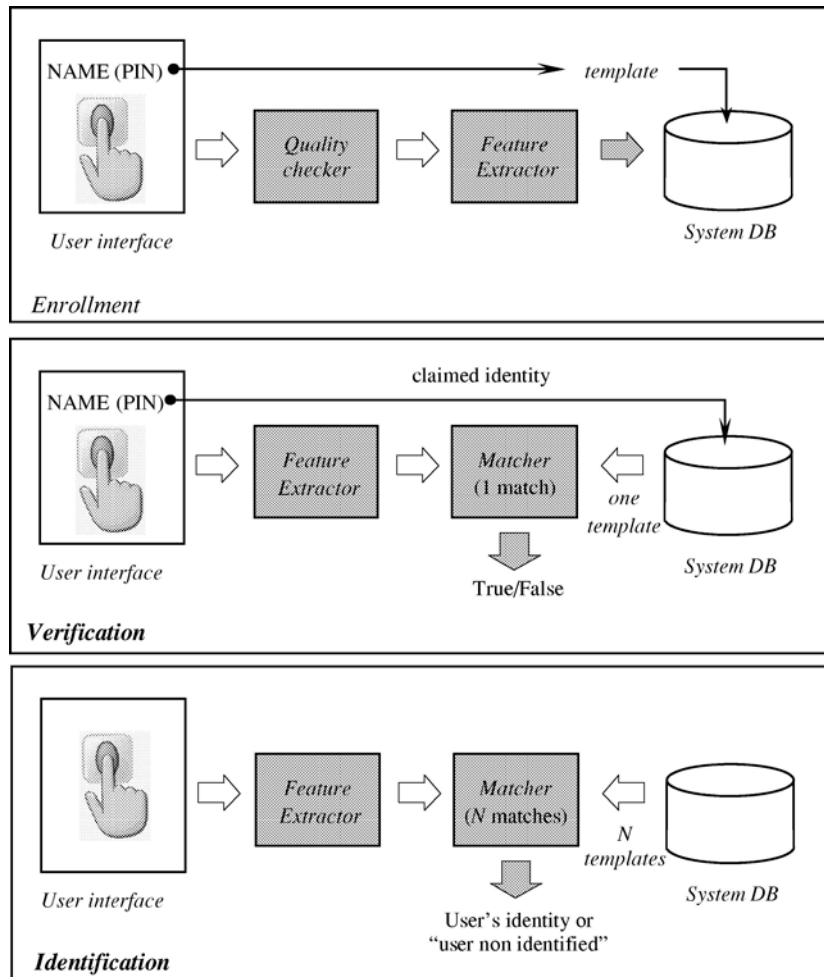 NAME (PIN)
template
Quality
checker
Feature
Extractor
User interface
System DB
Enrollment
claimed identity
NAME (PIN)
Feature
Extractor
Matcher
(1 match)
one
template
User interface
True/False
System DB
Verification
Feature
Extractor
Matcher
(N matches)
N
templates
User interface
System DB
User's identity or
“user non identified”
Identification